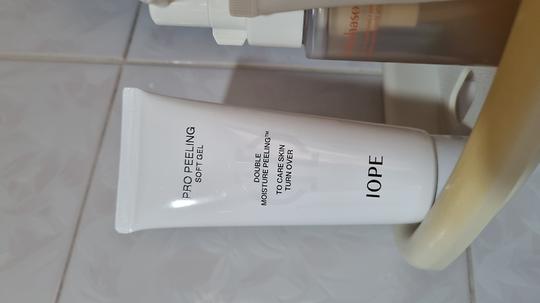 PRO PEELING
SOFT GEL
DOUBLE
MOISTURE PEELING™
TO CARE SKIN
TURN OVER
IOPE